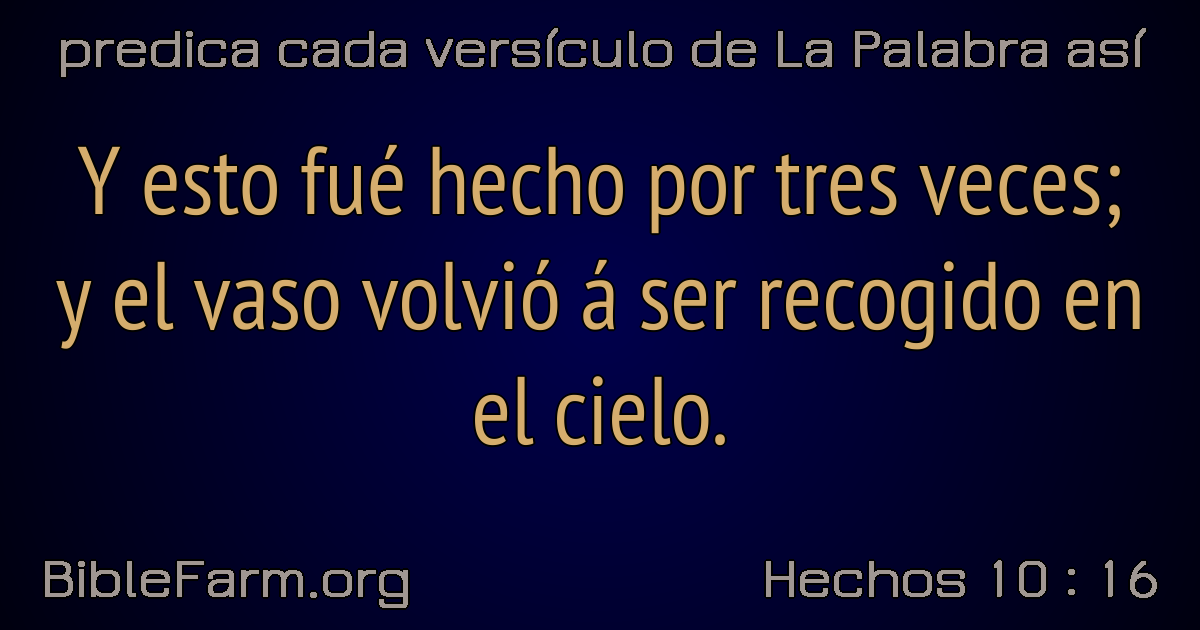 predica cada versículo de La Palabra así
Y esto fué hecho por tres veces;
y el vaso volvió á ser recogido en
el cielo.
BibleFarm.org
Hechos 10 : 16